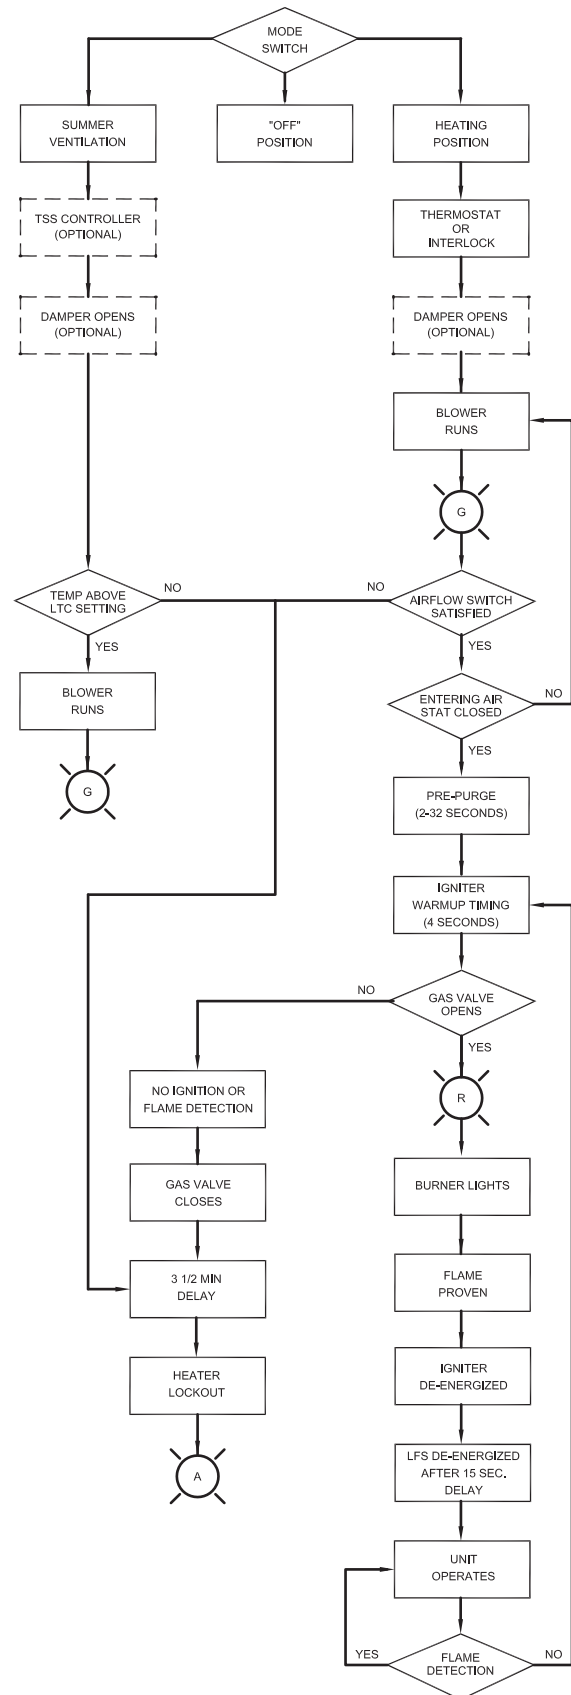 MODE
SWITCH
SUMMER
VENTILATION
"OFF"
POSITION
HEATING
POSITION
TSS CONTROLLER
(OPTIONAL)
THERMOSTAT
OR
INTERLOCK
DAMPER OPENS
(OPTIONAL)
DAMPER OPENS
(OPTIONAL)
BLOWER
RUNS
G
TEMP ABOVE
LTC SETTING
NO
NO
AIRFLOW SWITCH
SATISFIED
YES
YES
BLOWER
RUNS
ENTERING AIR
STAT CLOSED
NO
YES
G
PRE-PURGE
(2-32 SECONDS)
IGNITER
WARMUP TIMING
(4 SECONDS)
NO
GAS VALVE
OPENS
YES
NO IGNITION OR
FLAME DETECTION
R
GAS VALVE
CLOSES
BURNER LIGHTS
3 1/2 MIN
DELAY
FLAME
PROVEN
HEATER
LOCKOUT
IGNITER
DE-ENERGIZED
A
LFS DE-ENERGIZED
AFTER 15 SEC.
DELAY
UNIT
OPERATES
YES
FLAME
DETECTION
NO